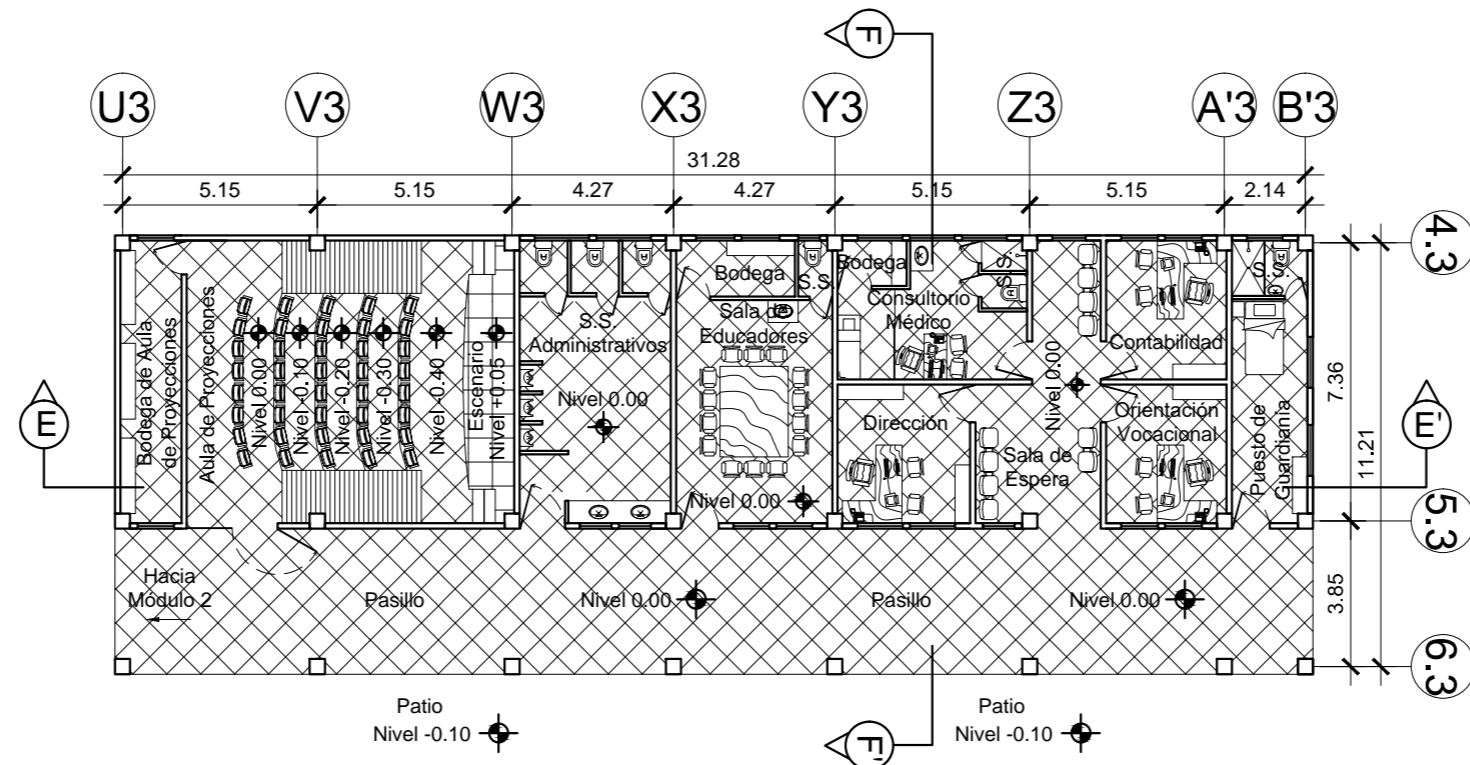 F
U3
V3
W3
X3
Y3
Z3
A'3
B'3
31.28
5.15
5.15
4.27
4.27
5.15
5.15
2.14
4.3
5.3
6.3
7.36
11.21
3.85
E
E'
Bodega de Aula
de Proyecciones
Aula de Proyecciones
Nivel 0.00
Nivel -0.10
Nivel -0.20
Nivel -0.30
Nivel -0.40
Escenario
Nivel +0.05
S.S.
Administrativos
Nivel 0.00
Bodega
S.S.
Sala de
Educadores
Nivel 0.00
Bodega
S.S.
Consultorio
Médico
Dirección
Nivel 0.00
Sala de
Espera
Contabilidad
Orientación
Vocacional
S.S.
Puesto de
Guardiania
Hacia
Módulo 2
Pasillo
Nivel 0.00
Pasillo
Nivel 0.00
Patio
Nivel -0.10
Patio
Nivel -0.10
F'